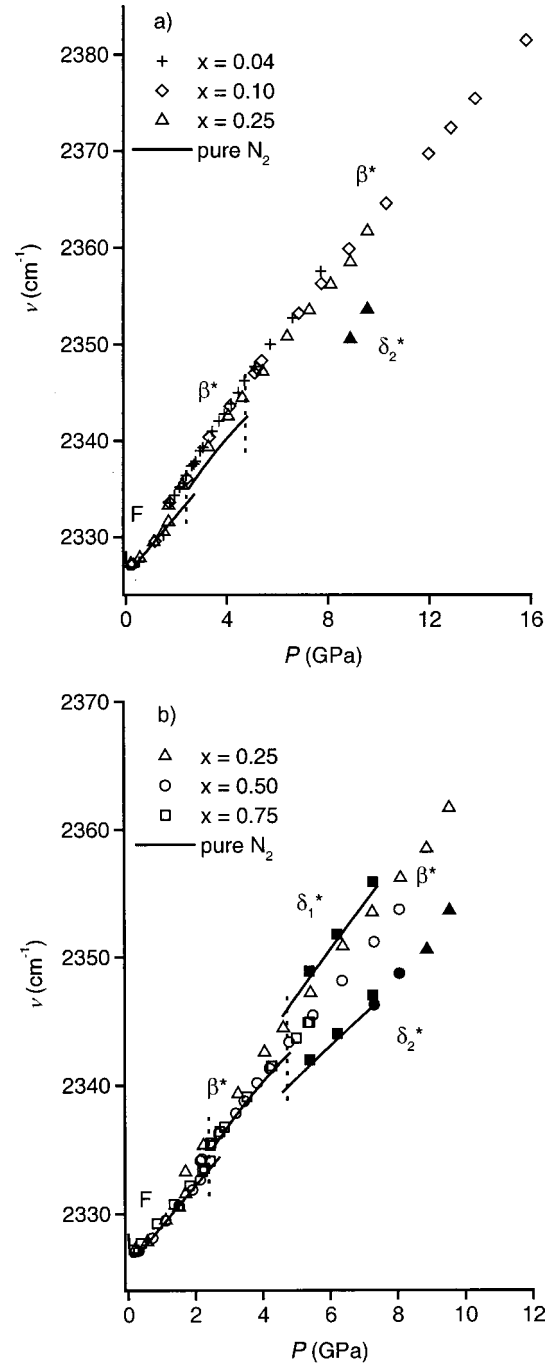 a)
2380
x = 0.04
x = 0.10
x = 0.25
pure N₂
2370
β*
2360
ν (cm⁻¹)
2350
δ₂*
β*
2340
F
2330
0 4 8 12 16
P (GPa)
2370
b)
x = 0.25
x = 0.50
x = 0.75
pure N₂
2360
β*
δ₁*
ν (cm⁻¹)
2350
δ₂*
2340
β*
F
2330
0 2 4 6 8 10 12
P (GPa)